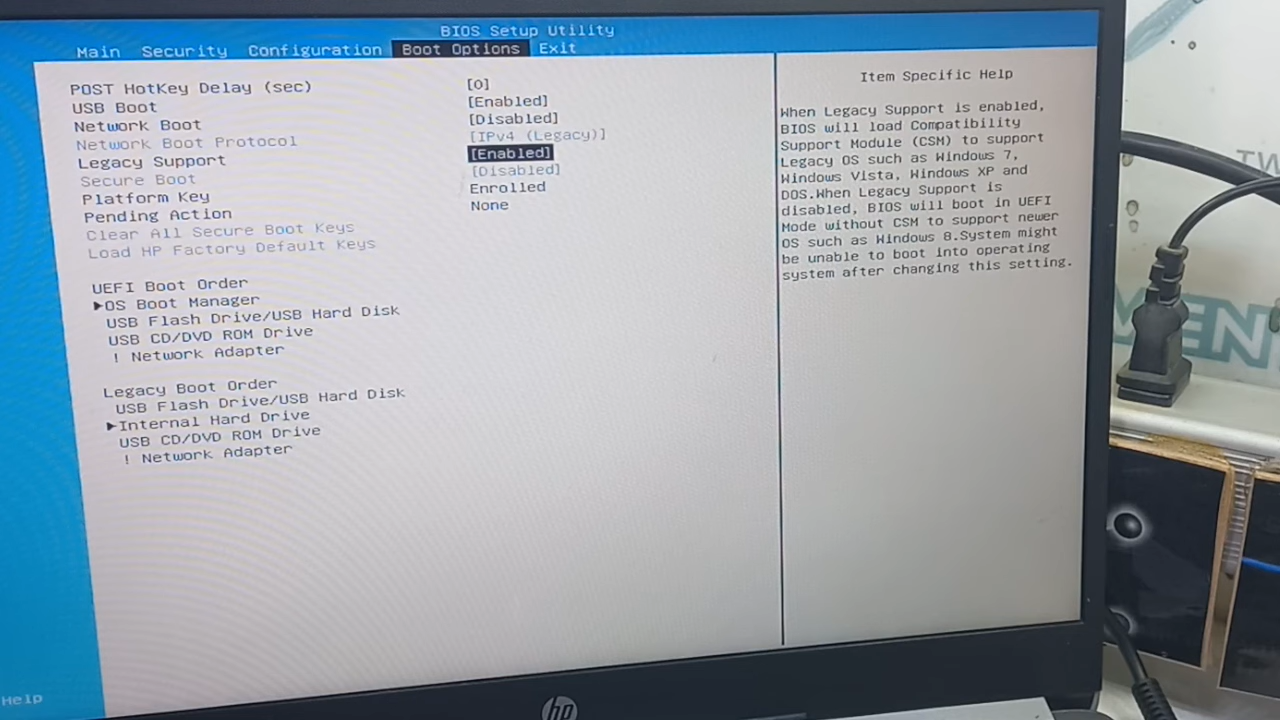 BIOS Setup Utility
Main Security Configuration Boot Options Exit
POST HotKey Delay (sec) [0]
USB Boot [Enabled]
Network Boot [Disabled]
Network Boot Protocol [IPv4 (Legacy)]
Legacy Support [Enabled]
Secure Boot [Disabled]
Platform Key Enrolled
Pending Action None
Clear All Secure Boot Keys
Load HP Factory Default Keys
UEFI Boot Order
▶OS Boot Manager
USB Flash Drive/USB Hard Disk
USB CD/DVD ROM Drive
! Network Adapter
Legacy Boot Order
USB Flash Drive/USB Hard Disk
▶Internal Hard Drive
USB CD/DVD ROM Drive
! Network Adapter
Item Specific Help
When Legacy Support is enabled,
BIOS will load Compatibility
Support Module (CSM) to support
Legacy OS such as Windows 7,
Windows Vista, Windows XP and
DOS.When Legacy Support is
disabled, BIOS will boot in UEFI
Mode without CSM to support newer
OS such as Windows 8.System might
be unable to boot into operating
system after changing this setting.
Help
hp